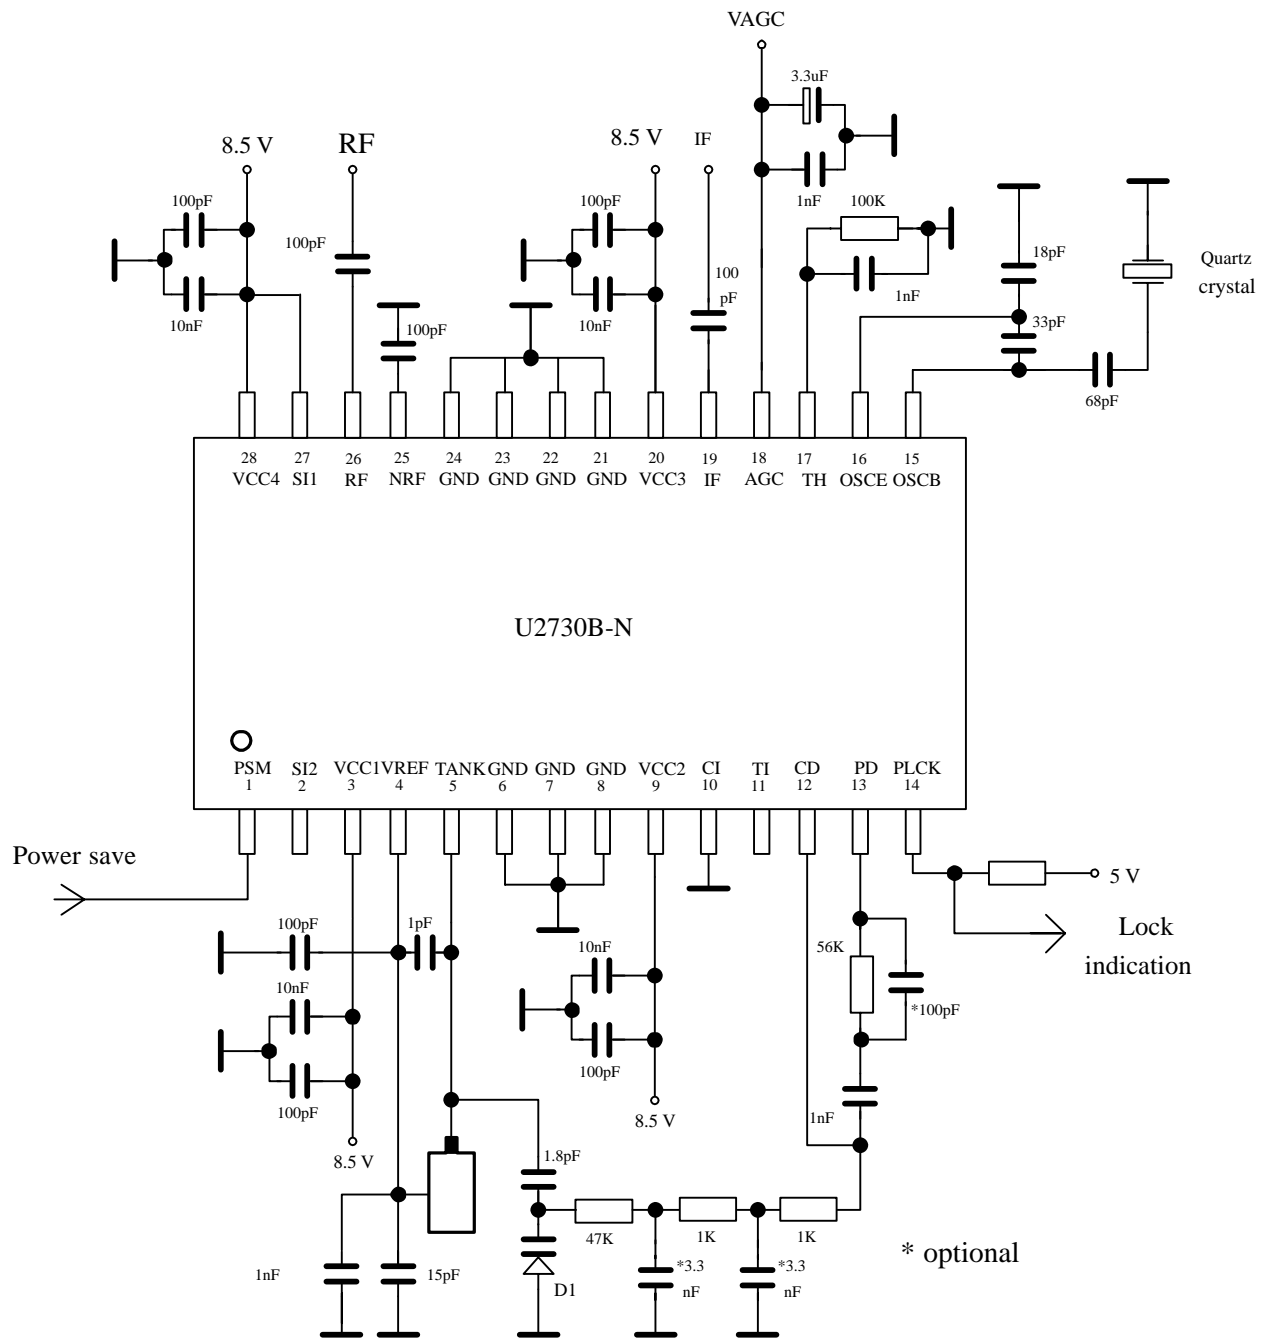 VAGC
3.3uF
8.5 V
RF
8.5 V
IF
100pF
100pF
1nF
100K
100pF
18pF
Quartz
crystal
100
pF
1nF
10nF
10nF
100pF
33pF
68pF
28 27 26 25 24 23 22 21 20 19 18 17 16 15
VCC4 SI1 RF NRF GND GND GND GND VCC3 IF AGC TH OSCE OSCB
U2730B-N
PSM SI2 VCC1 VREF TANK GND GND GND VCC2 CI TI CD PD PLCK
1 2 3 4 5 6 7 8 9 10 11 12 13 14
Power save
5 V
100pF
1pF
Lock
indication
10nF
56K
10nF
*100pF
100pF
100pF
1nF
8.5 V
8.5 V
1.8pF
47K
1K
1K
* optional
1nF
15pF
D1
*3.3
nF
*3.3
nF